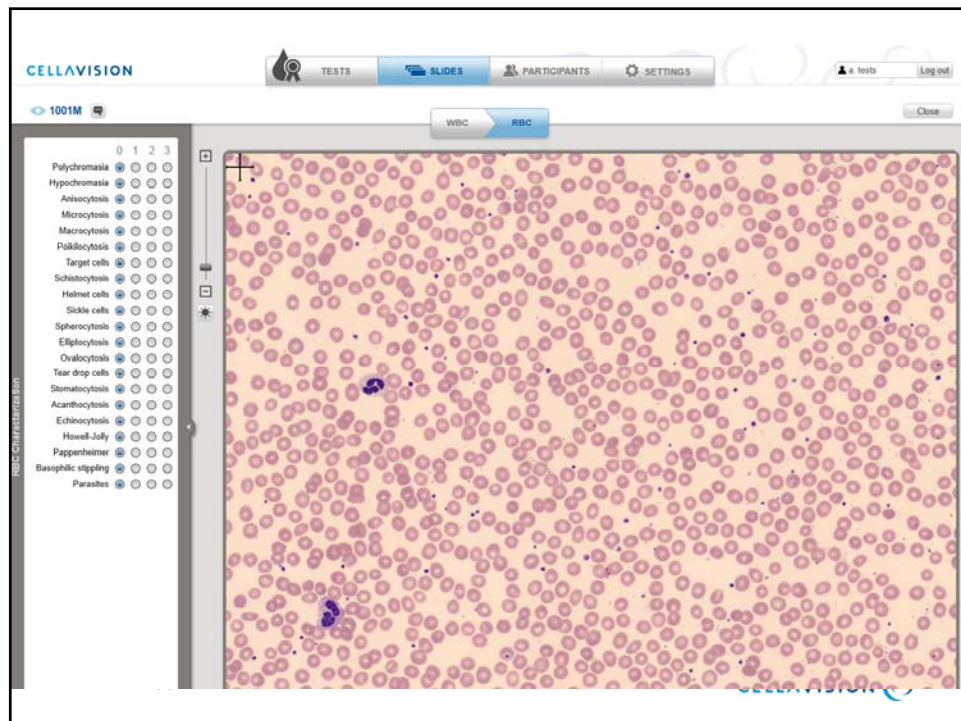 CELLAVISION
TESTS SLIDES PARTICIPANTS SETTINGS
a. tests Log out
1001M
WBC RBC
Close
0 1 2 3
Polychromasia
Hypochromasia
Anisocytosis
Microcytosis
Macrocytosis
Poikilocytosis
Target cells
Schistocytosis
Helmet cells
Sickle cells
Spherocytosis
Elliptocytosis
Ovalocytosis
Tear drop cells
Stomatocytosis
Acanthocytosis
Echinocytosis
Howell-Jolly
Pappenheimer
Basophilic stippling
Parasites
RBC Characterization
CELLAVISION